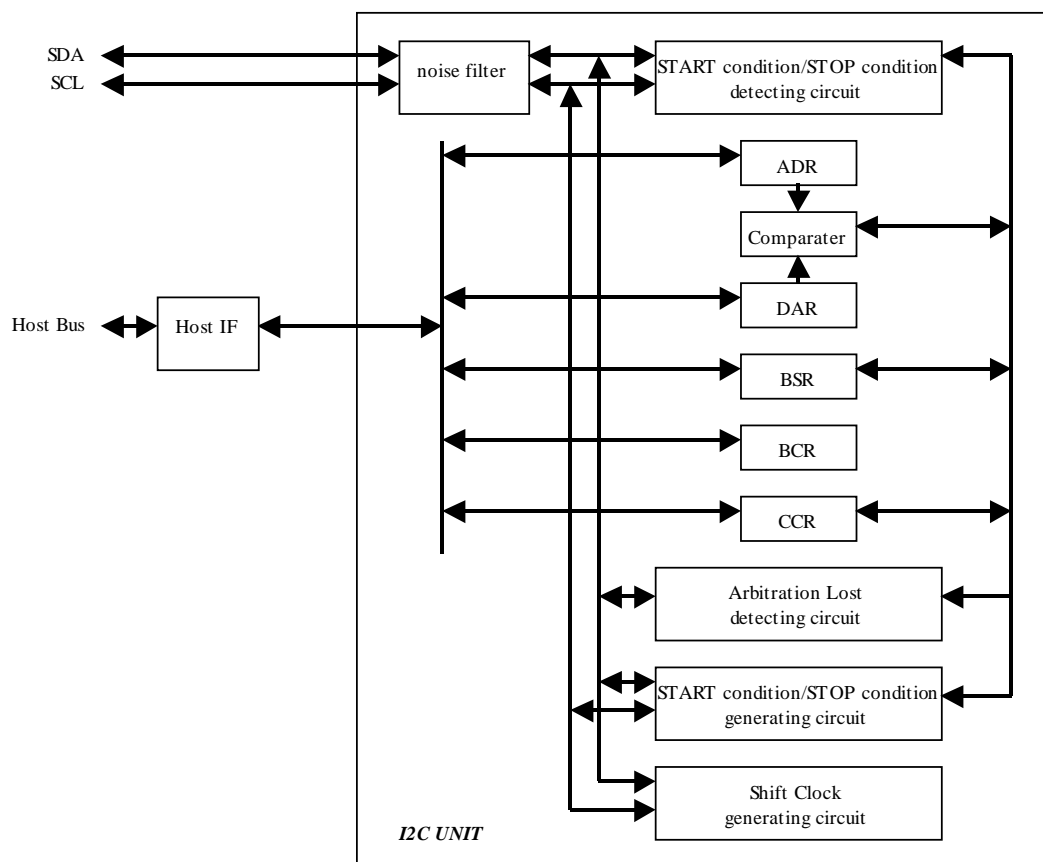 SDA
SCL
noise filter
START condition/STOP condition
detecting circuit
ADR
Comparater
DAR
Host Bus
Host IF
BSR
BCR
CCR
Arbitration Lost
detecting circuit
START condition/STOP condition
generating circuit
Shift Clock
generating circuit
I2C UNIT